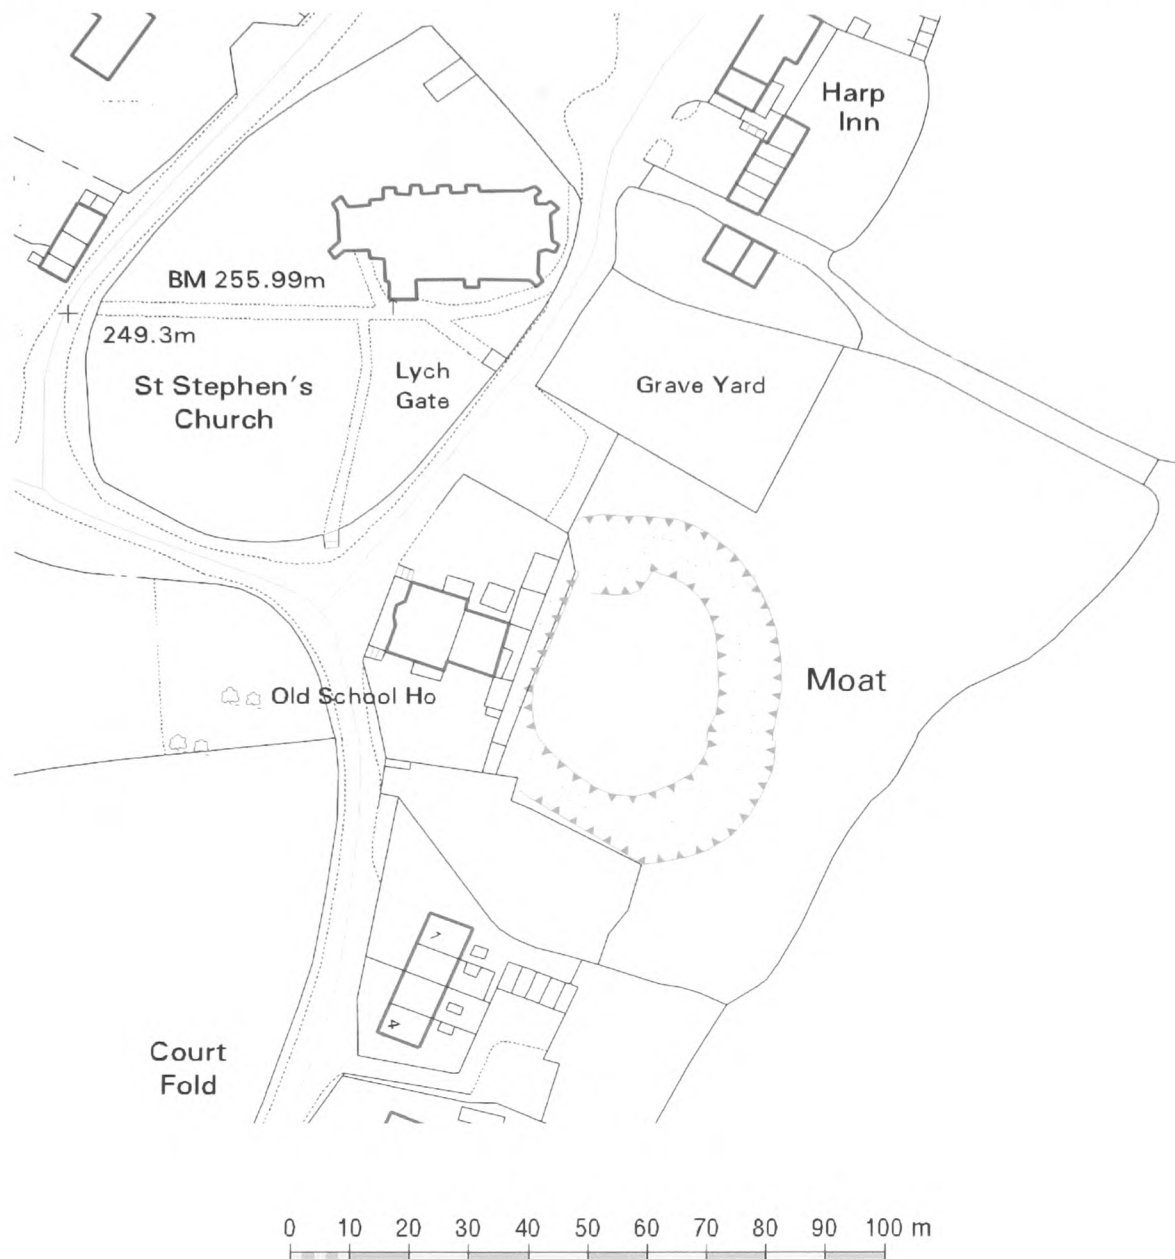 Harp
Inn
BM 255.99m
249.3m
St Stephen's
Church
Lych
Gate
Grave Yard
Moat
Old School Ho
Court
Fold
0 10 20 30 40 50 60 70 80 90 100 m